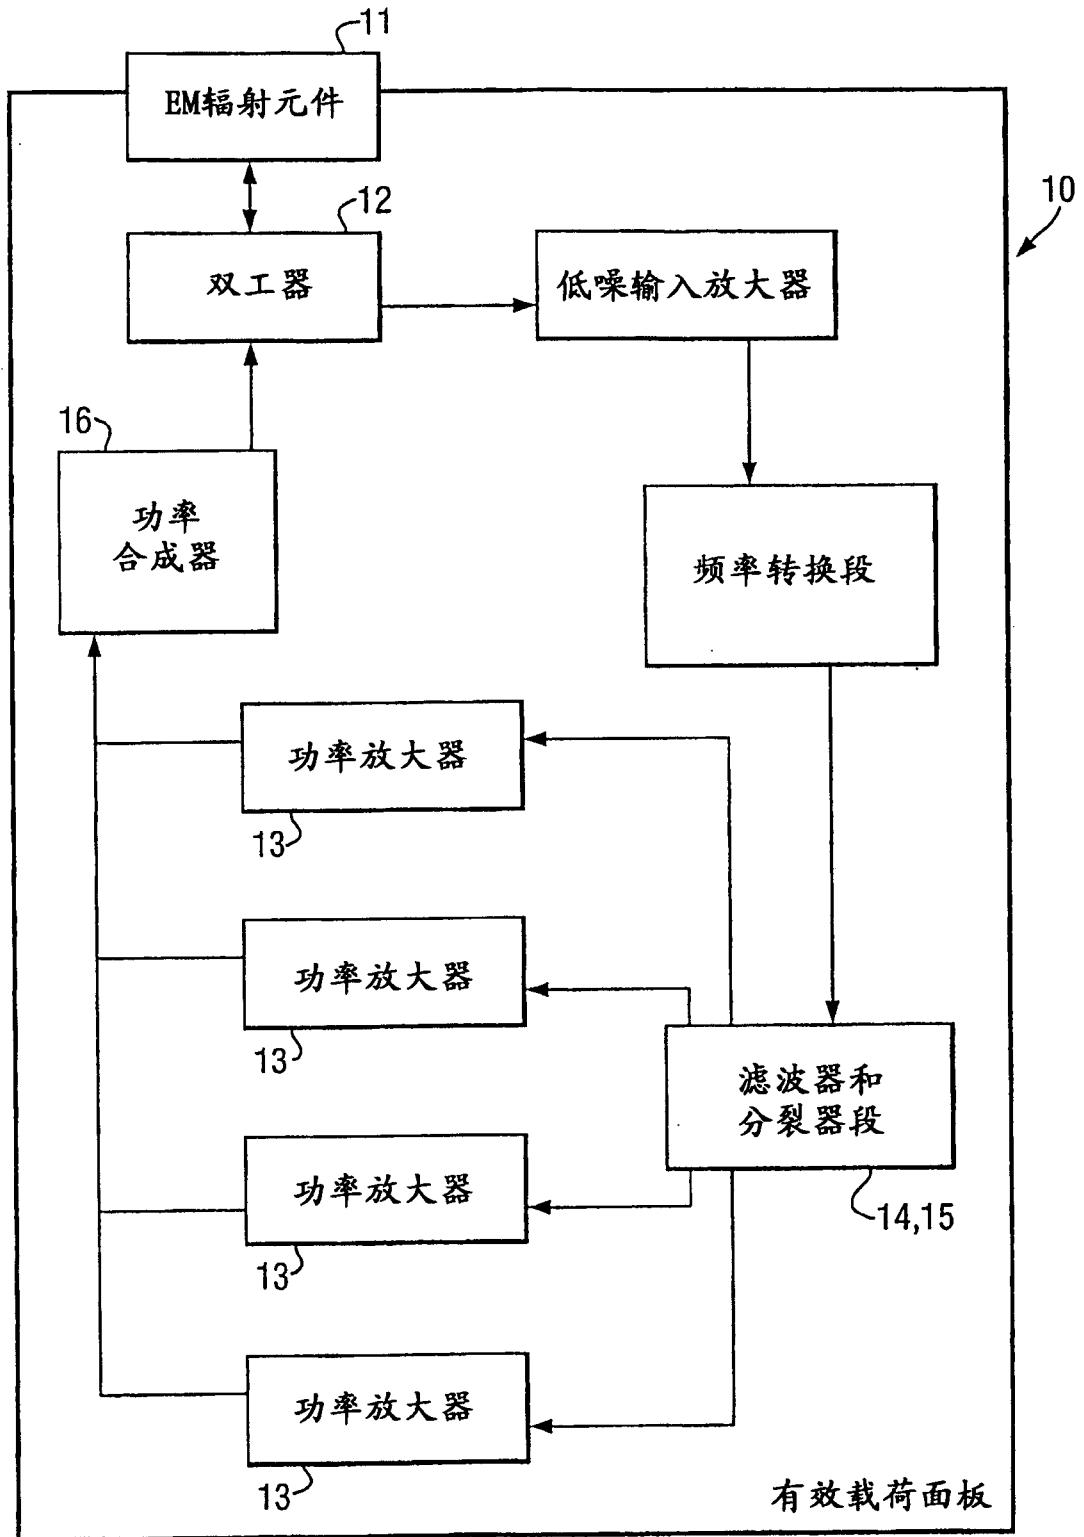 11
EM辐射元件
10
12
双工器
低噪输入放大器
16
功率
合成器
频率转换段
功率放大器
13
功率放大器
13
滤波器和
分裂器段
14,15
功率放大器
13
功率放大器
13
有效载荷面板